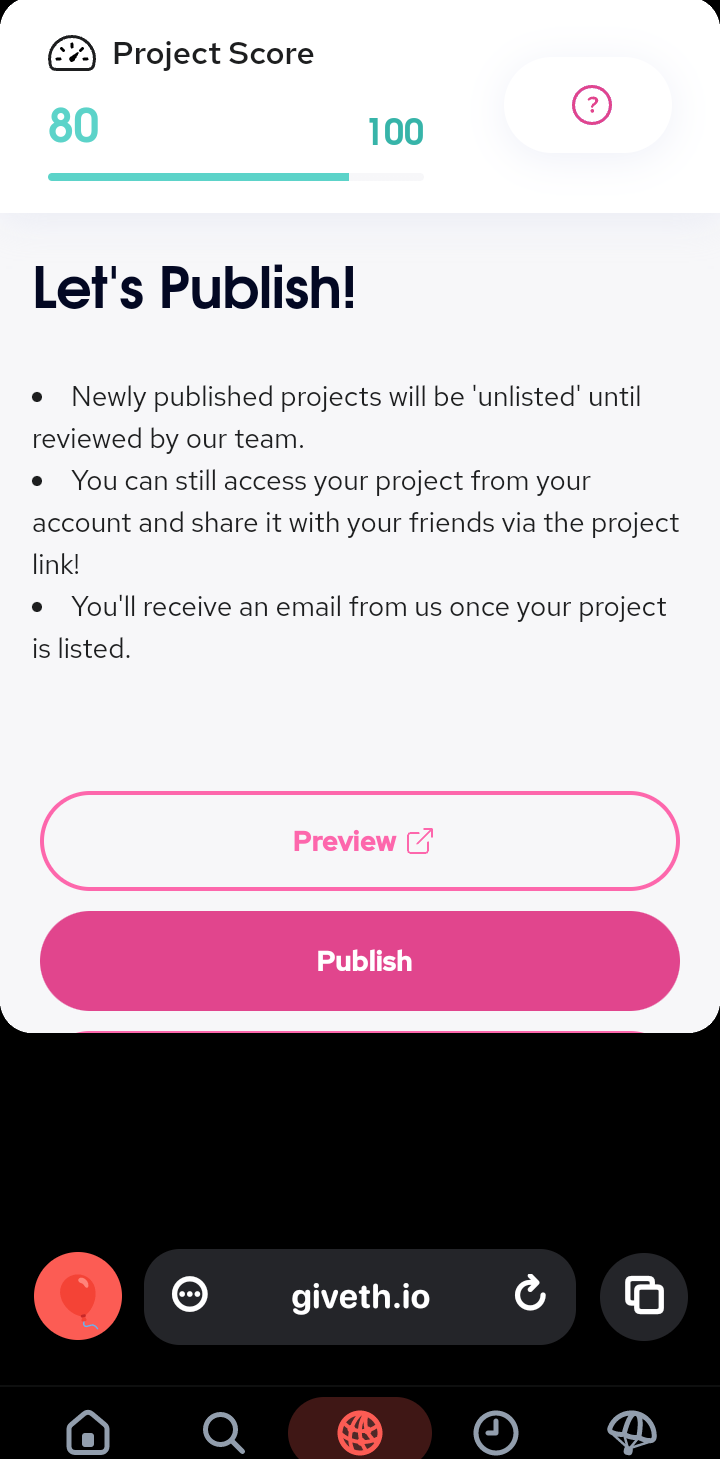 Project Score
80
100
?
Let's Publish!
• Newly published projects will be 'unlisted' until
reviewed by our team.
• You can still access your project from your
account and share it with your friends via the project
link!
• You'll receive an email from us once your project
is listed.
Preview
Publish
giveth.io